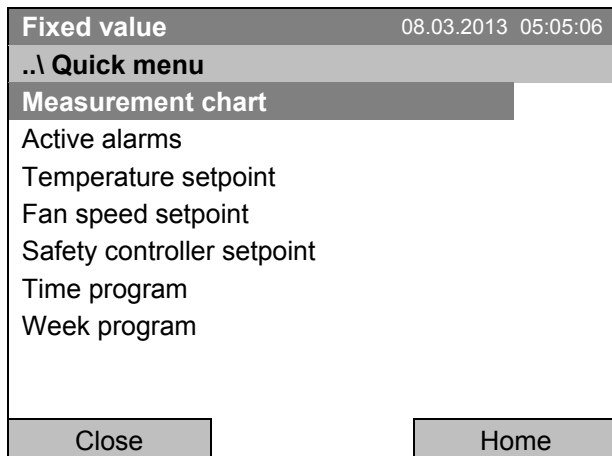 Fixed value 08.03.2013 05:05:06
..\ Quick menu
Measurement chart
Active alarms
Temperature setpoint
Fan speed setpoint
Safety controller setpoint
Time program
Week program
Close Home